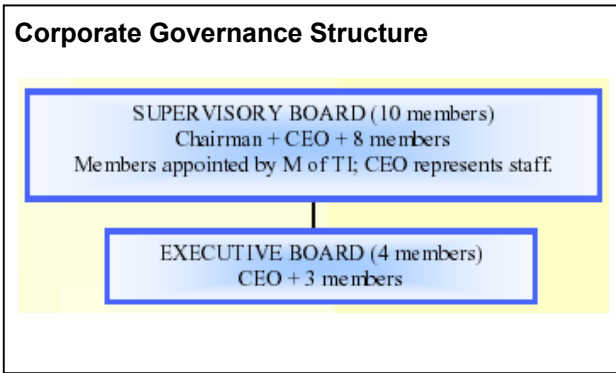 Corporate Governance Structure
SUPERVISORY BOARD (10 members)
Chairman + CEO + 8 members
Members appointed by M of TI; CEO represents staff.
EXECUTIVE BOARD (4 members)
CEO + 3 members